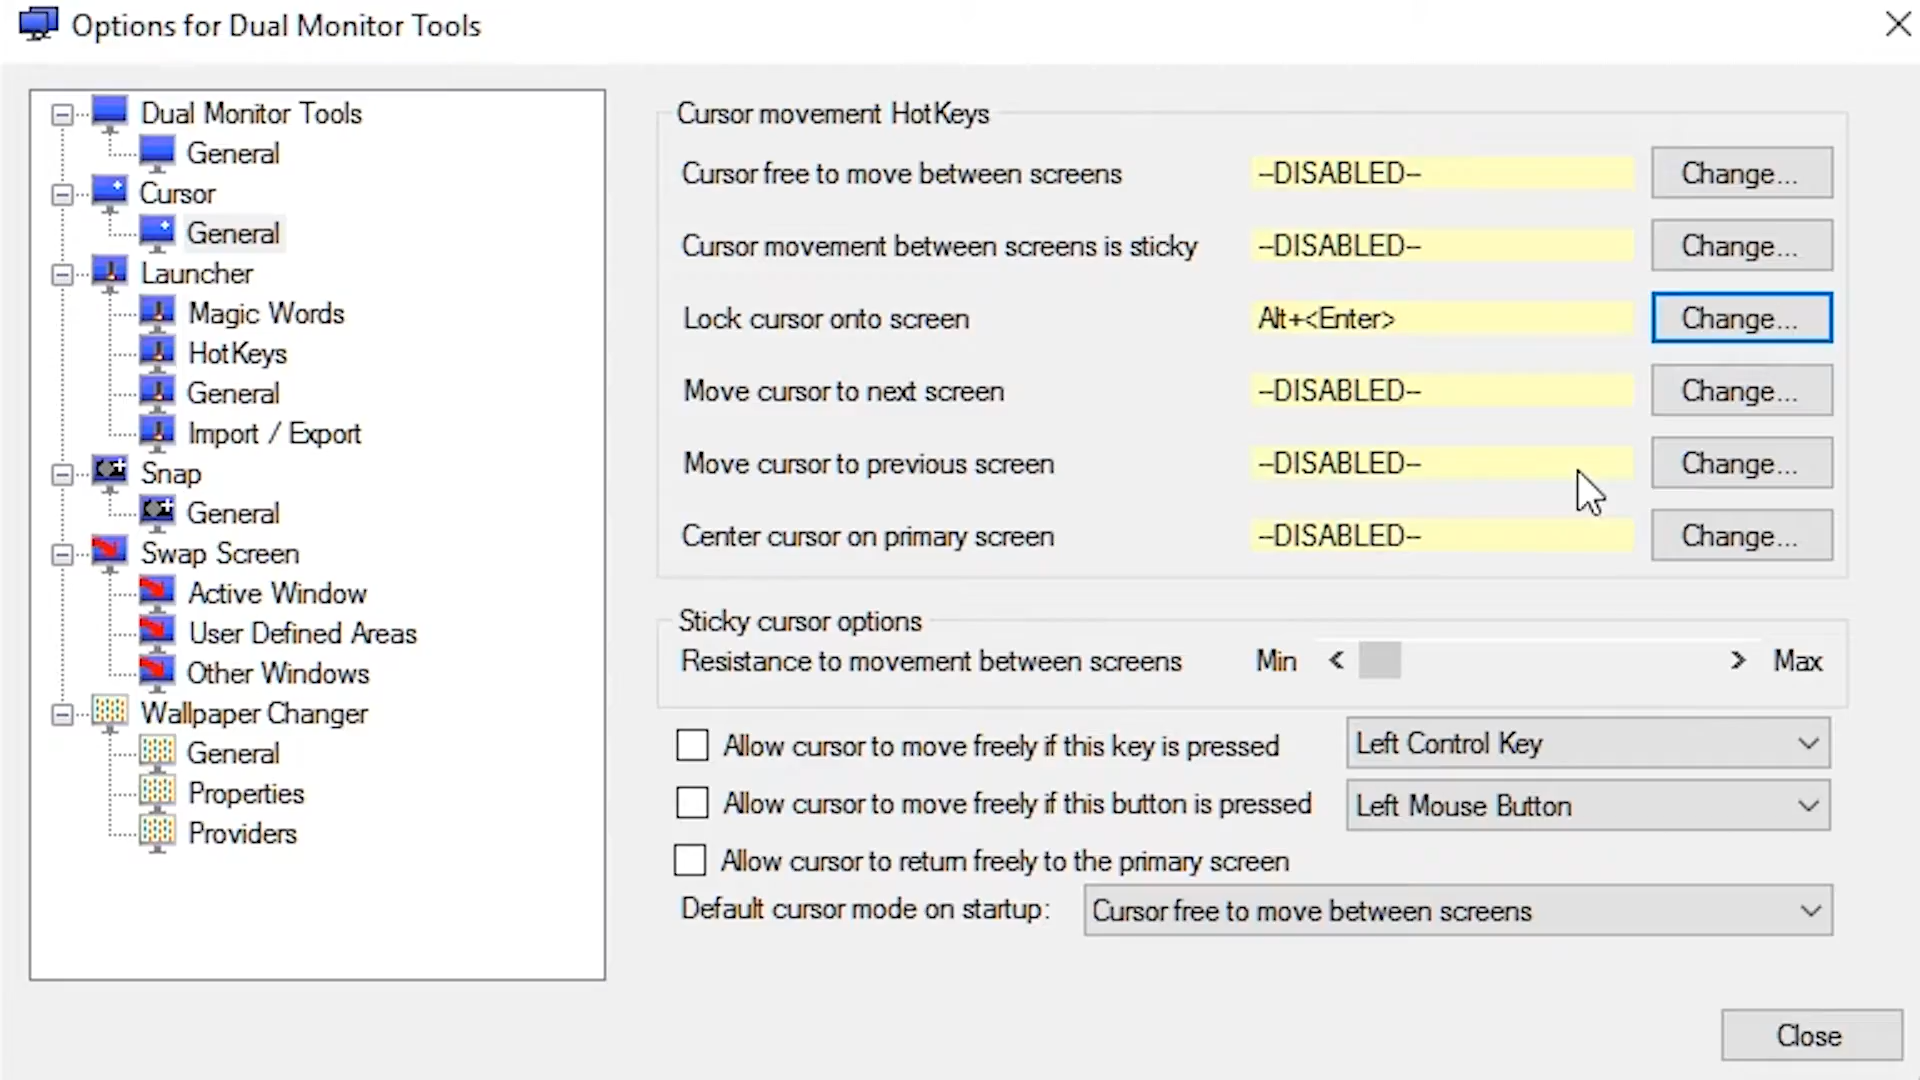 Options for Dual Monitor Tools
Dual Monitor Tools
General
Cursor
General
Launcher
Magic Words
HotKeys
General
Import / Export
Snap
General
Swap Screen
Active Window
User Defined Areas
Other Windows
Wallpaper Changer
General
Properties
Providers
Cursor movement HotKeys
Cursor free to move between screens --DISABLED-- Change...
Cursor movement between screens is sticky --DISABLED-- Change...
Lock cursor onto screen Alt+<Enter> Change...
Move cursor to next screen --DISABLED-- Change...
Move cursor to previous screen --DISABLED-- Change...
Center cursor on primary screen --DISABLED-- Change...
Sticky cursor options
Resistance to movement between screens Min < > Max
Allow cursor to move freely if this key is pressed Left Control Key
Allow cursor to move freely if this button is pressed Left Mouse Button
Allow cursor to return freely to the primary screen
Default cursor mode on startup: Cursor free to move between screens
Close